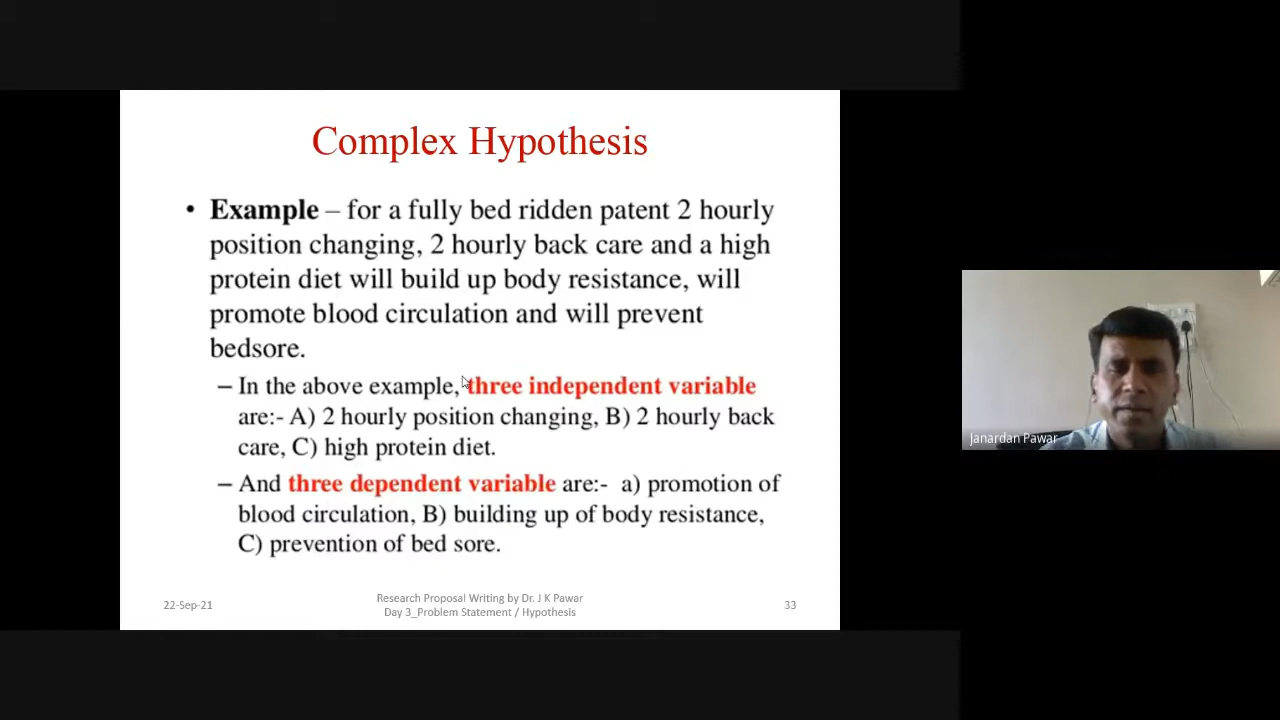 Complex Hypothesis
• Example – for a fully bed ridden patent 2 hourly
position changing, 2 hourly back care and a high
protein diet will build up body resistance, will
promote blood circulation and will prevent
bedsore.
– In the above example, three independent variable
are:- A) 2 hourly position changing, B) 2 hourly back
care, C) high protein diet.
– And three dependent variable are:- a) promotion of
blood circulation, B) building up of body resistance,
C) prevention of bed sore.
22-Sep-21
Research Proposal Writing by Dr. J K Pawar
Day 3_Problem Statement / Hypothesis
33
Janardan Pawar